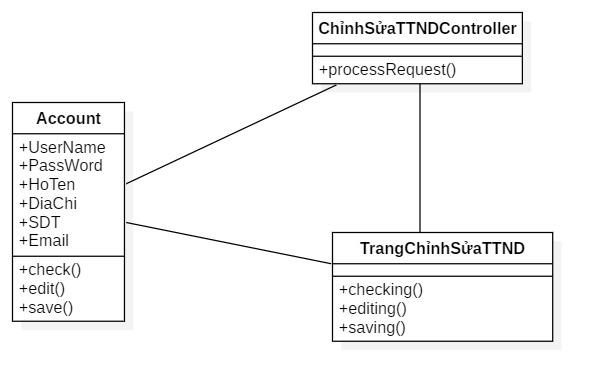 ChỉnhSửaTTNDController
+processRequest()
Account
+UserName
+PassWord
+HoTen
+DiaChi
+SDT
+Email
+check()
+edit()
+save()
TrangChỉnhSửaTTND
+checking()
+editing()
+saving()